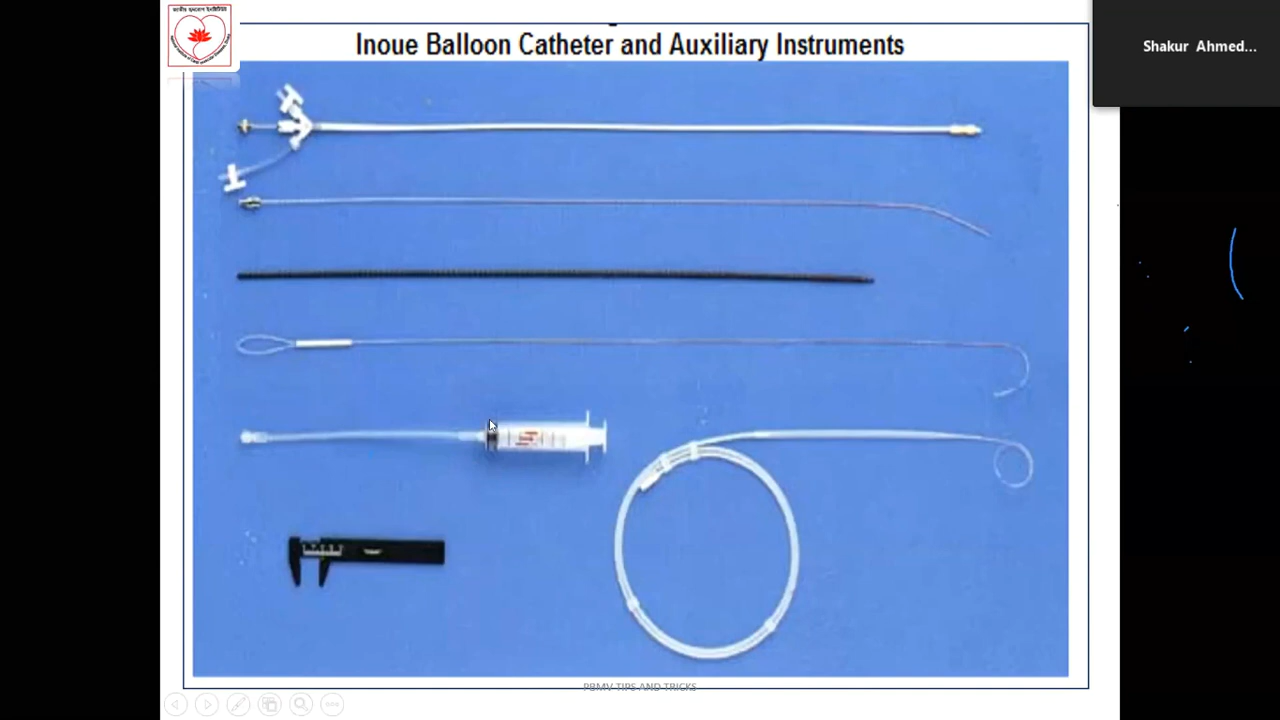 Inoue Balloon Catheter and Auxiliary Instruments
Shakur Ahmed...
PBMV TIPS AND TRICKS